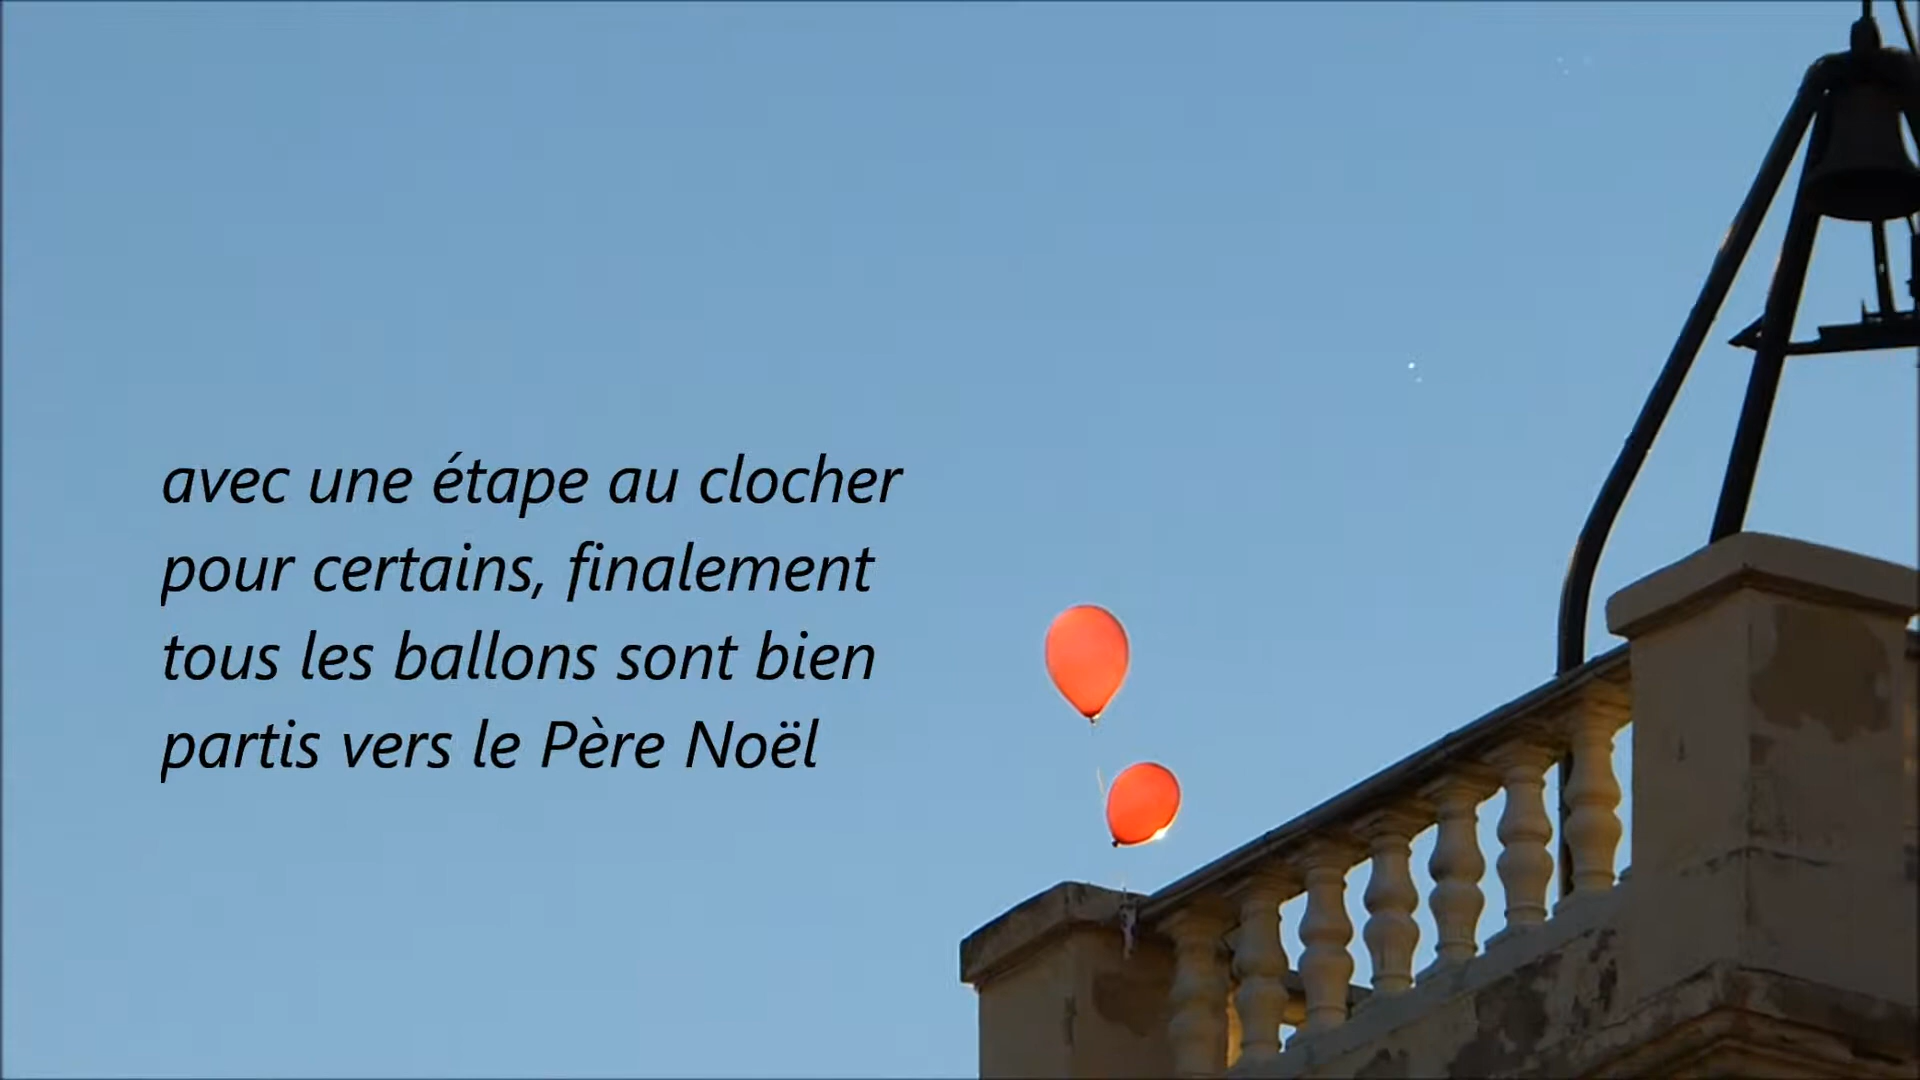 avec une étape au clocher
pour certains, finalement
tous les ballons sont bien
partis vers le Père Noël